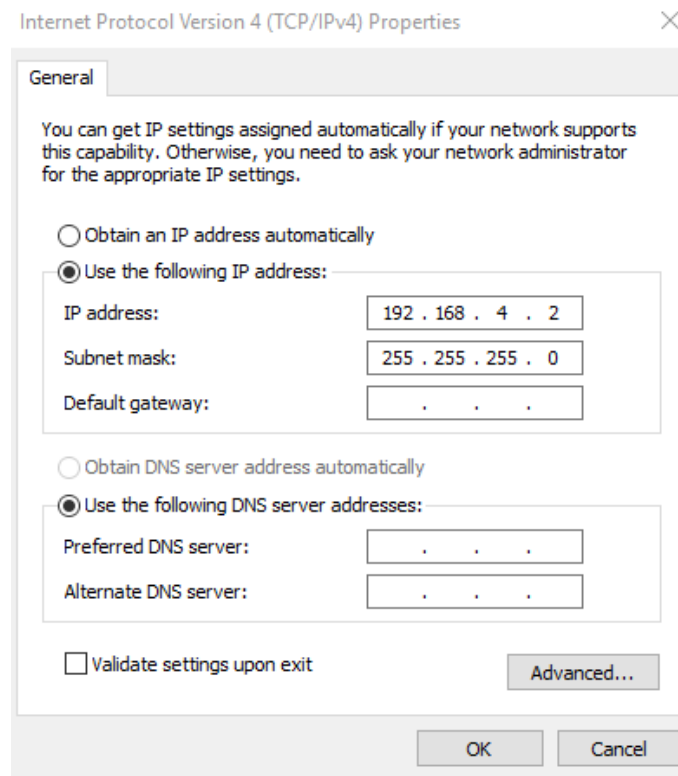 Internet Protocol Version 4 (TCP/IPv4) Properties
General
You can get IP settings assigned automatically if your network supports
this capability. Otherwise, you need to ask your network administrator
for the appropriate IP settings.
Obtain an IP address automatically
Use the following IP address:
IP address: 192 . 168 . 4 . 2
Subnet mask: 255 . 255 . 255 . 0
Default gateway: . . .
Obtain DNS server address automatically
Use the following DNS server addresses:
Preferred DNS server: . . .
Alternate DNS server: . . .
Validate settings upon exit
Advanced...
OK Cancel